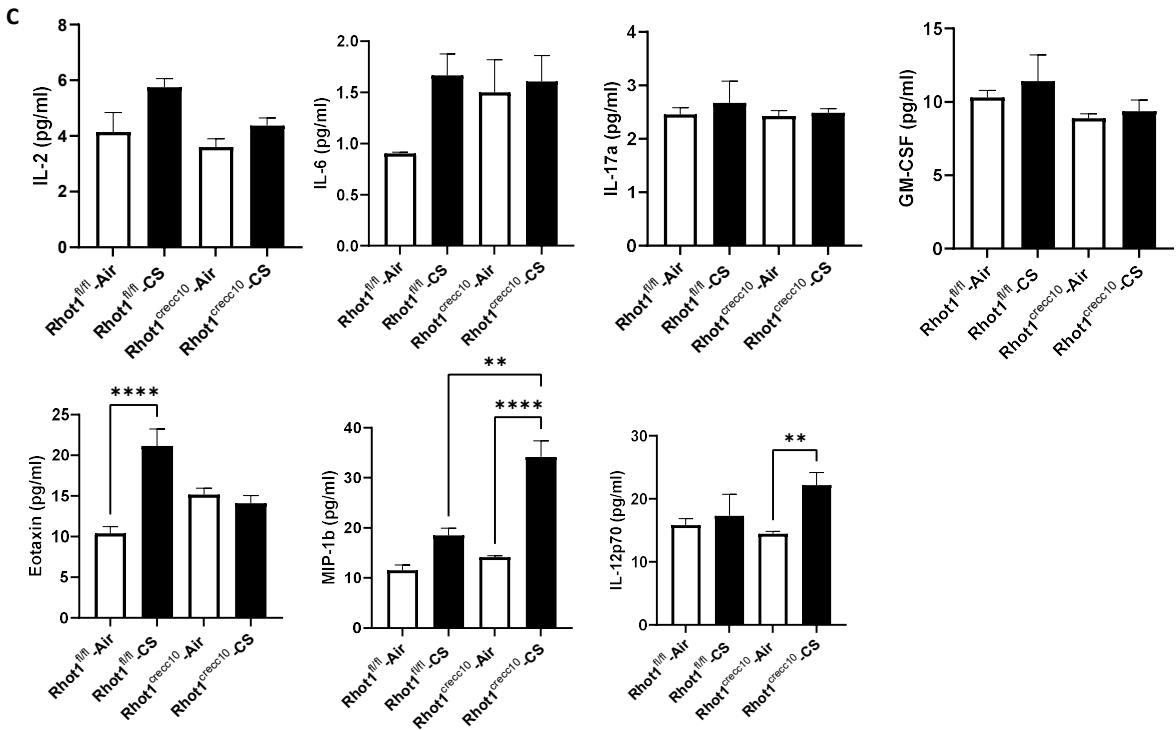 C
IL-2 (pg/ml)
8
6
4
2
0
Rhot1fl/fl-Air
Rhot1fl/fl-CS
Rhot1crecc10-Air
Rhot1crecc10-CS
IL-6 (pg/ml)
2.0
1.5
1.0
0.5
0.0
Rhot1fl/fl-Air
Rhot1fl/fl-CS
Rhot1crecc10-Air
Rhot1crecc10-CS
IL-17a (pg/ml)
4
3
2
1
0
Rhot1fl/fl-Air
Rhot1fl/fl-CS
Rhot1crecc10-Air
Rhot1crecc10-CS
GM-CSF (pg/ml)
15
10
5
0
Rhot1fl/fl-Air
Rhot1fl/fl-CS
Rhot1crecc10-Air
Rhot1crecc10-CS
Eotaxin (pg/ml)
****
25
20
15
10
5
0
Rhot1fl/fl-Air
Rhot1fl/fl-CS
Rhot1crecc10-Air
Rhot1crecc10-CS
MIP-1b (pg/ml)
**
****
40
30
20
10
0
Rhot1fl/fl-Air
Rhot1fl/fl-CS
Rhot1crecc10-Air
Rhot1crecc10-CS
IL-12p70 (pg/ml)
**
30
20
10
0
Rhot1fl/fl-Air
Rhot1fl/fl-CS
Rhot1crecc10-Air
Rhot1crecc10-CS